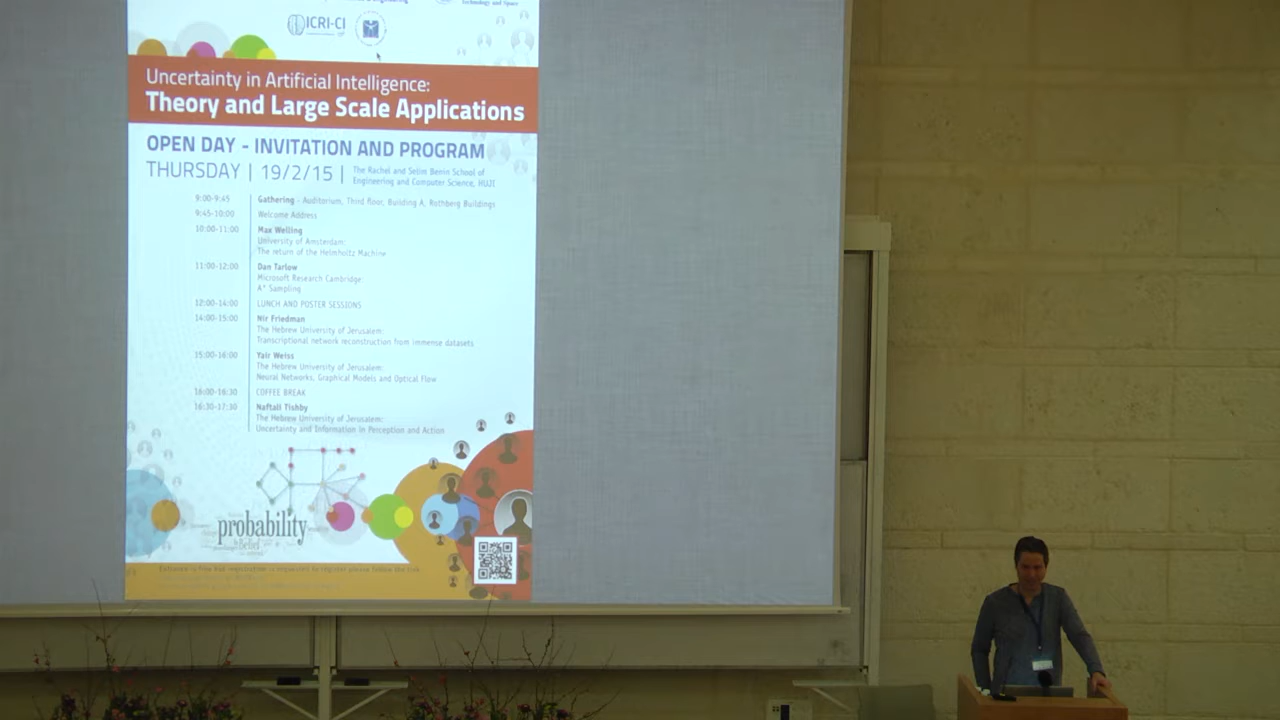 Technology and Space
ICRI-CI
Uncertainty in Artificial Intelligence:
Theory and Large Scale Applications
OPEN DAY - INVITATION AND PROGRAM
THURSDAY | 19/2/15 |
The Rachel and Selim Benin School of
Engineering and Computer Science, HUJI
9:00-9:45 Gathering - Auditorium, Third floor, Building A, Rothberg Buildings
9:45-10:00 Welcome Address
10:00-11:00 Max Welling
University of Amsterdam:
The return of the Helmholtz Machine
11:00-12:00 Dan Tarlow
Microsoft Research Cambridge
A* Sampling
12:00-14:00 LUNCH AND POSTER SESSIONS
14:00-15:00 Nir Friedman
The Hebrew University of Jerusalem:
Transcriptional network reconstruction from immense datasets
15:00-16:00 Yair Weiss
The Hebrew University of Jerusalem:
Neural Networks, Graphical Models and Optical Flow
16:00-16:30 COFFEE BREAK
16:30-17:30 Naftali Tishby
The Hebrew University of Jerusalem:
Uncertainty and Information in Perception and Action
probability